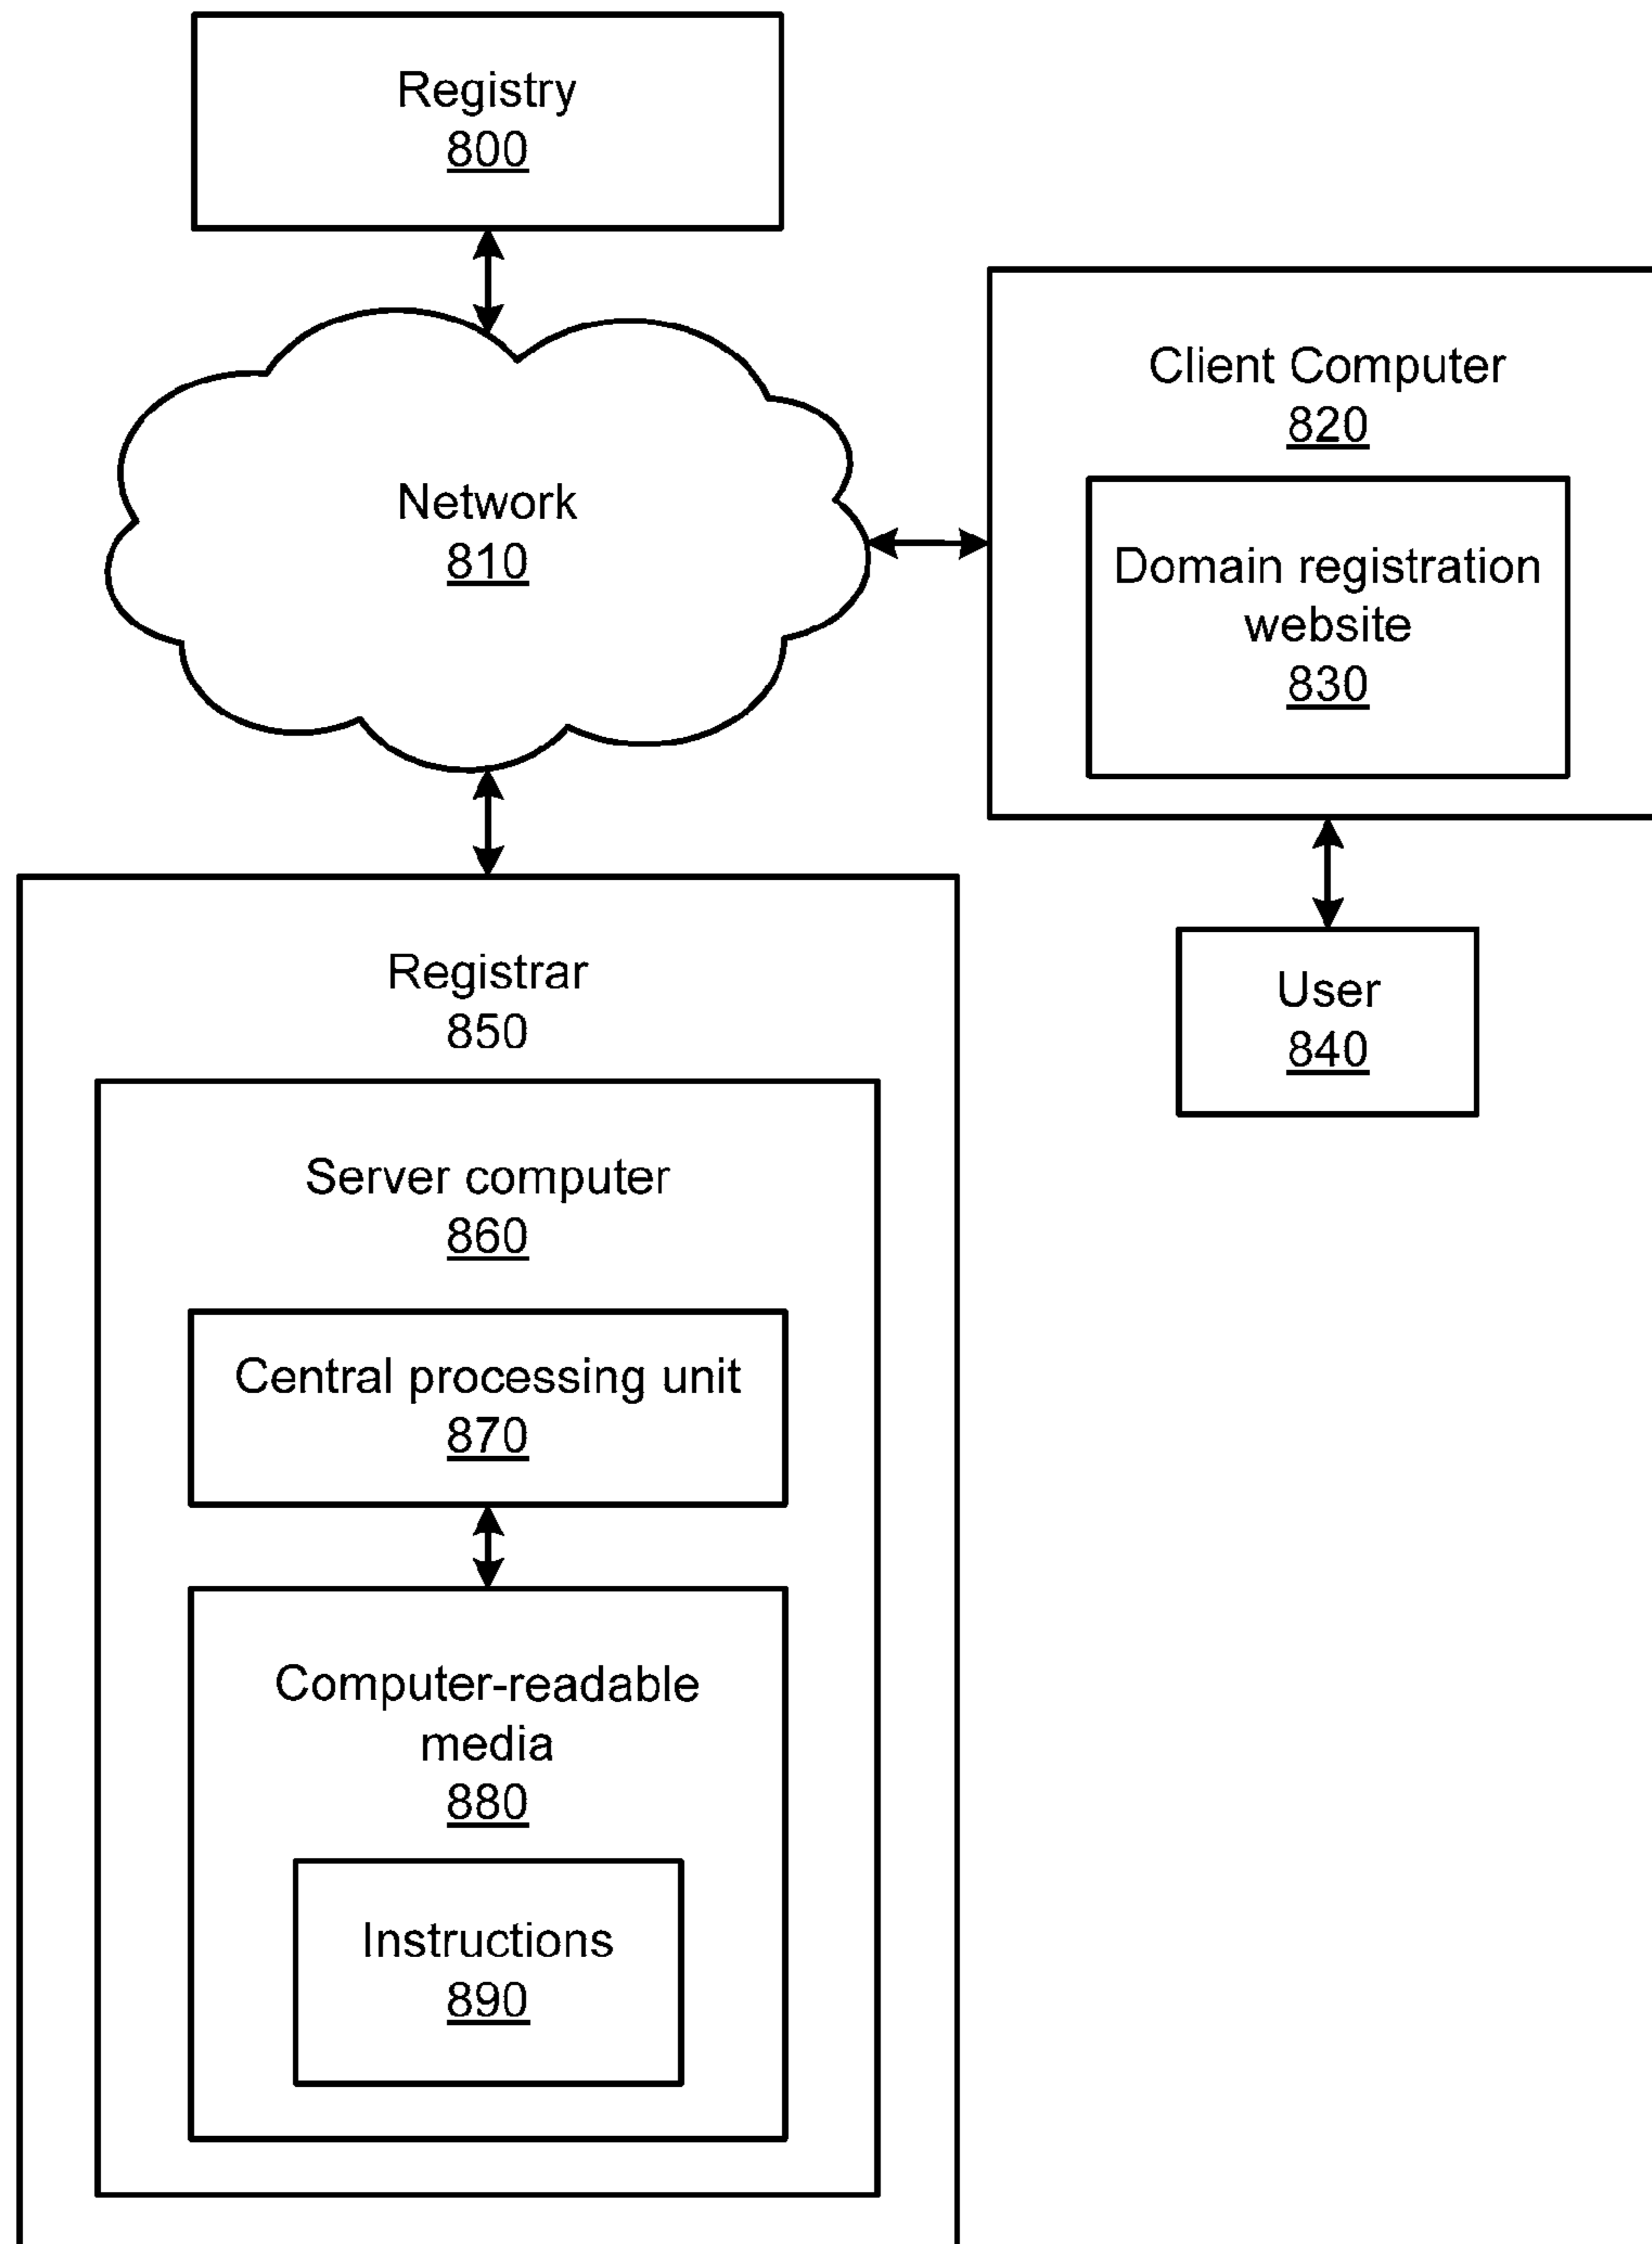 Registry
800
Network
810
Client Computer
820
Domain registration
website
830
User
840
Registrar
850
Server computer
860
Central processing unit
870
Computer-readable
media
880
Instructions
890